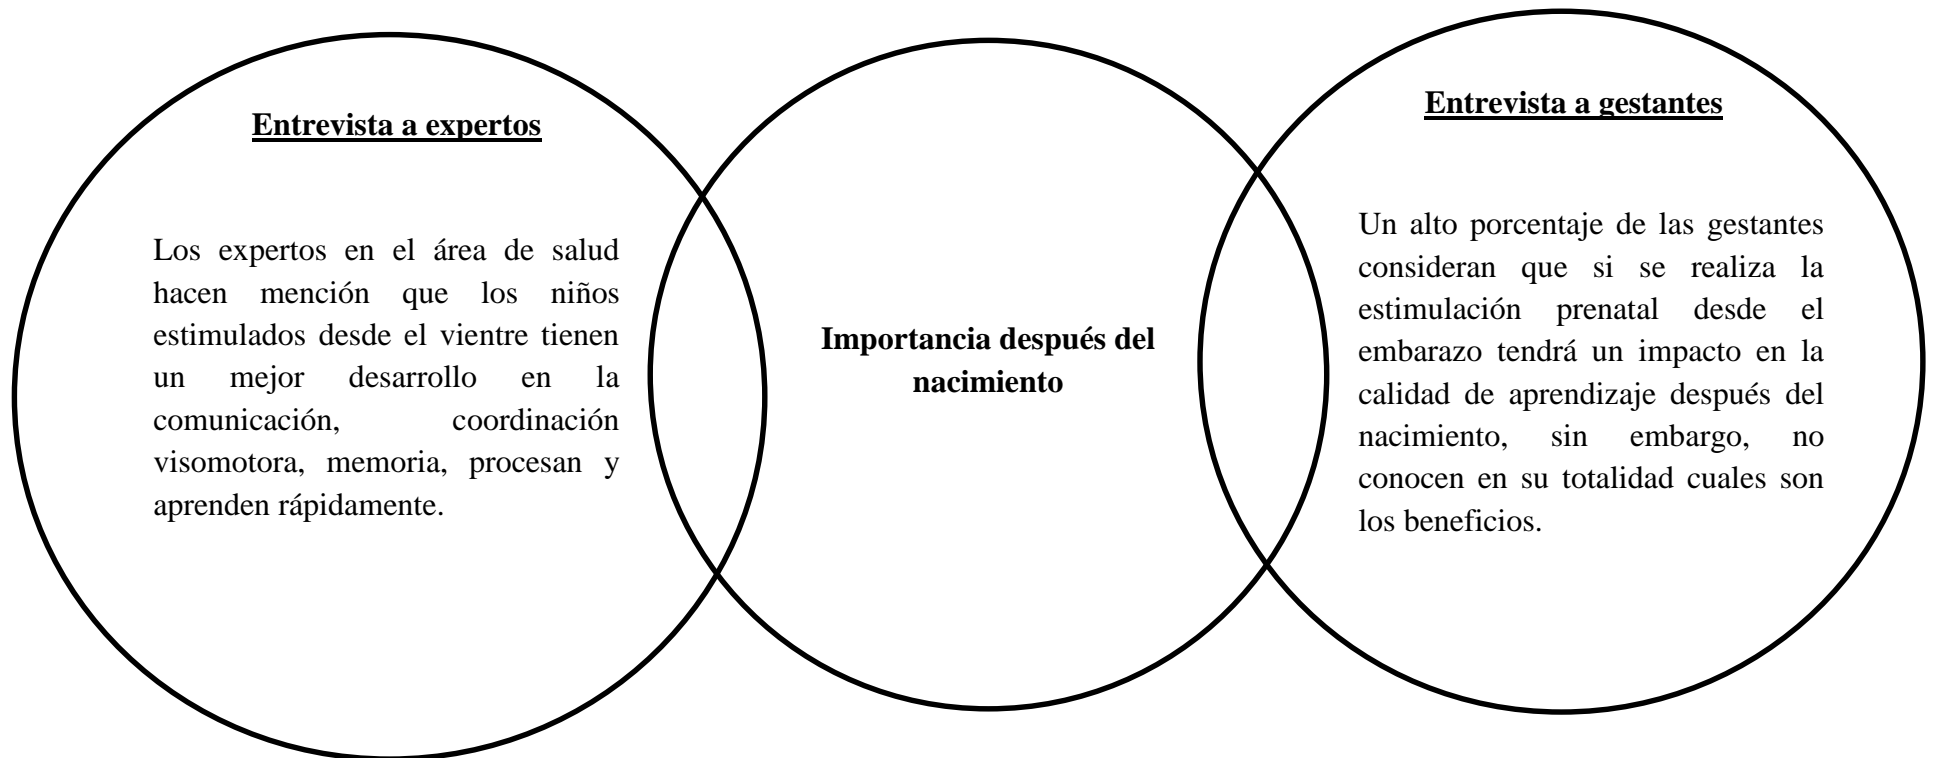 Entrevista a expertos
Los expertos en el área de salud
hacen mención que los niños
estimulados desde el vientre tienen
un mejor desarrollo en la
comunicación, coordinación
visomotora, memoria, procesan y
aprenden rápidamente.
Importancia después del
nacimiento
Entrevista a gestantes
Un alto porcentaje de las gestantes
consideran que si se realiza la
estimulación prenatal desde el
embarazo tendrá un impacto en la
calidad de aprendizaje después del
nacimiento, sin embargo, no
conocen en su totalidad cuales son
los beneficios.